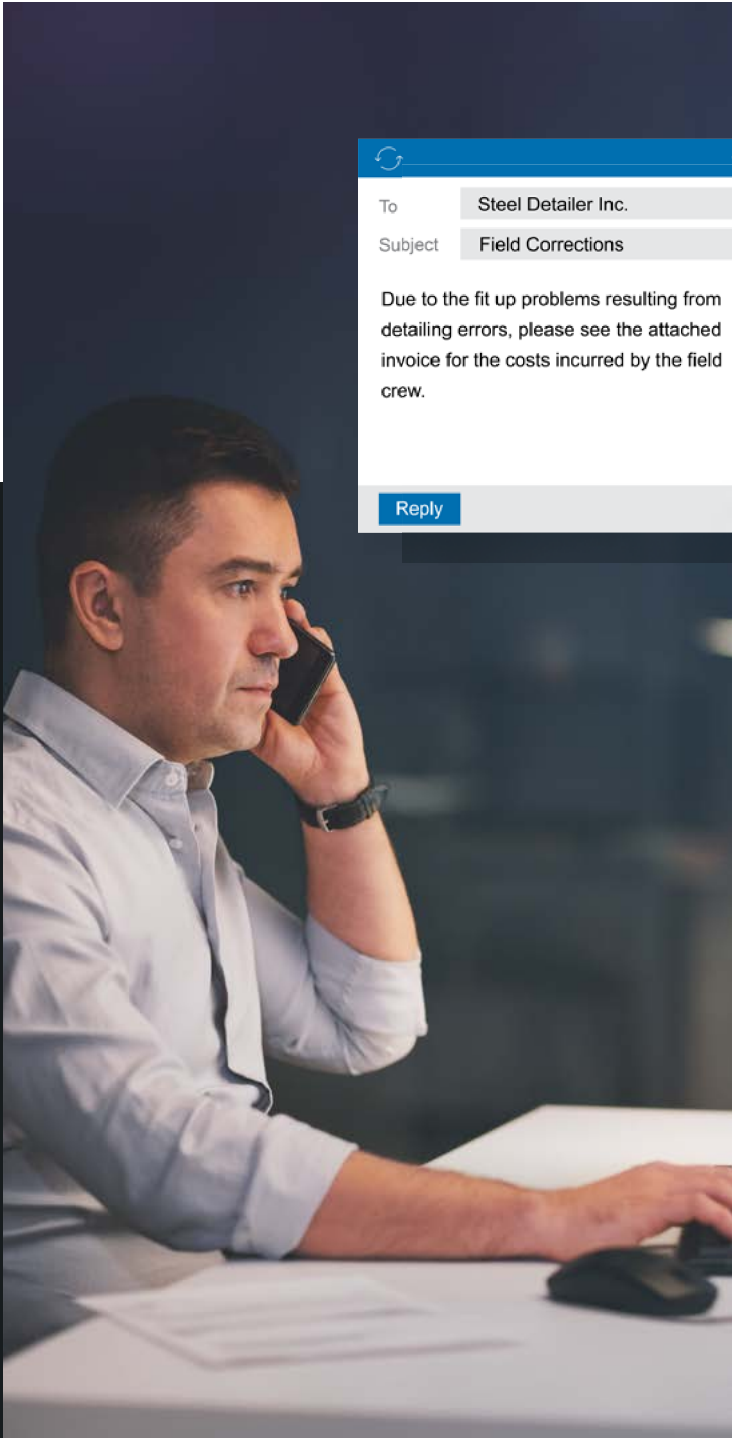 To Steel Detailer Inc.
Subject Field Corrections
Due to the fit up problems resulting from
detailing errors, please see the attached
invoice for the costs incurred by the field
crew.
Reply